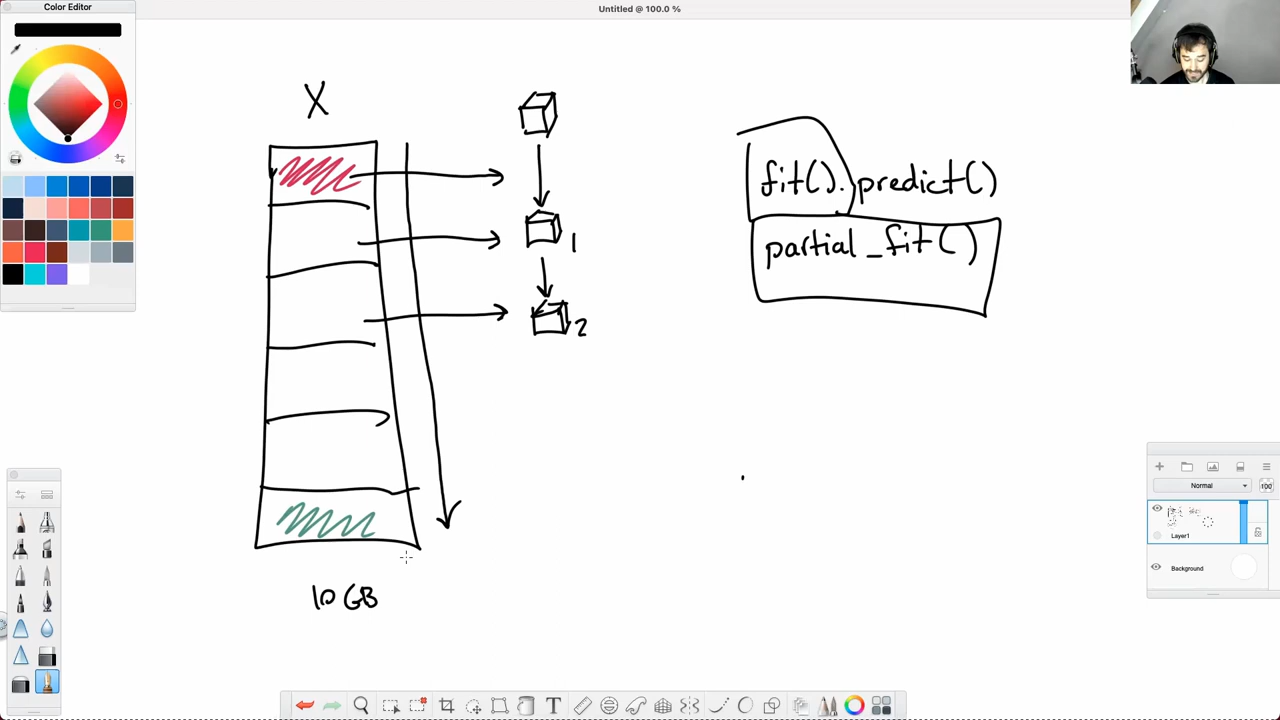 Color Editor
Untitled @ 100.0 %
X
fit().predict()
partial_fit()
1
2
10 GB
Normal
100
Layer1
Background
T